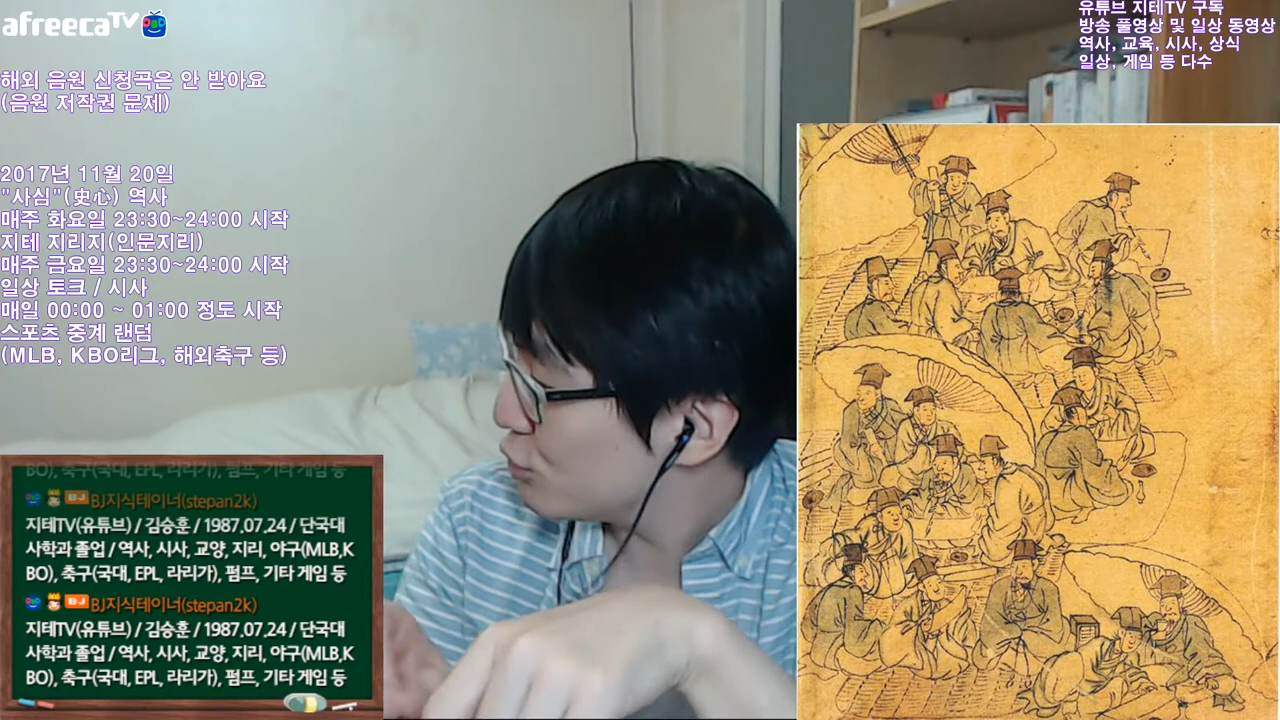 afreecaTV
해외 음원 신청곡은 안 받아요
(음원 저작권 문제)
2017년 11월 20일
"사심"(史心) 역사
매주 화요일 23:30~24:00 시작
지테 지리지(인문지리)
매주 금요일 23:30~24:00 시작
일상 토크 / 시사
매일 00:00 ~ 01:00 정도 시작
스포츠 중계 랜덤
(MLB, KBO리그, 해외축구 등)
유튜브 지테TV 구독
방송 풀영상 및 일상 동영상
역사, 교육, 시사, 상식
일상, 게임 등 다수
BO), 축구(국대, EPL, 라리가), 펌프, 기타 게임 등
BJ BJ지식테이너(stepan2k)
지테TV(유튜브) / 김승훈 / 1987.07.24 / 단국대
사학과 졸업 / 역사, 시사, 교양, 지리, 야구(MLB,K
BO), 축구(국대, EPL, 라리가), 펌프, 기타 게임 등
BJ BJ지식테이너(stepan2k)
지테TV(유튜브) / 김승훈 / 1987.07.24 / 단국대
사학과 졸업 / 역사, 시사, 교양, 지리, 야구(MLB,K
BO), 축구(국대, EPL, 라리가), 펌프, 기타 게임 등